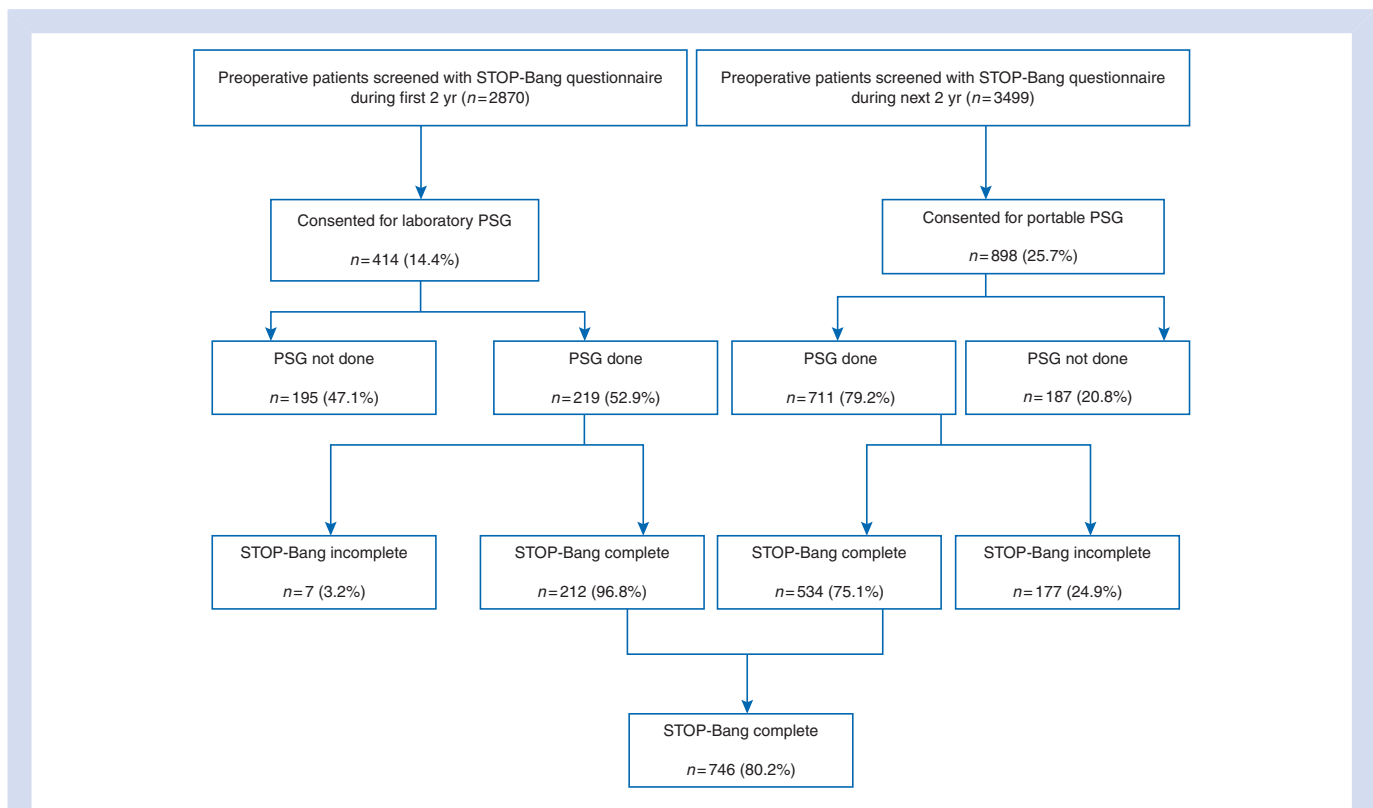 Preoperative patients screened with STOP-Bang questionnaire
during first 2 yr (n=2870)
Preoperative patients screened with STOP-Bang questionnaire
during next 2 yr (n=3499)
Consented for laboratory PSG
n=414 (14.4%)
Consented for portable PSG
n=898 (25.7%)
PSG not done
n=195 (47.1%)
PSG done
n=219 (52.9%)
PSG done
n=711 (79.2%)
PSG not done
n=187 (20.8%)
STOP-Bang incomplete
n=7 (3.2%)
STOP-Bang complete
n=212 (96.8%)
STOP-Bang complete
n=534 (75.1%)
STOP-Bang incomplete
n=177 (24.9%)
STOP-Bang complete
n=746 (80.2%)